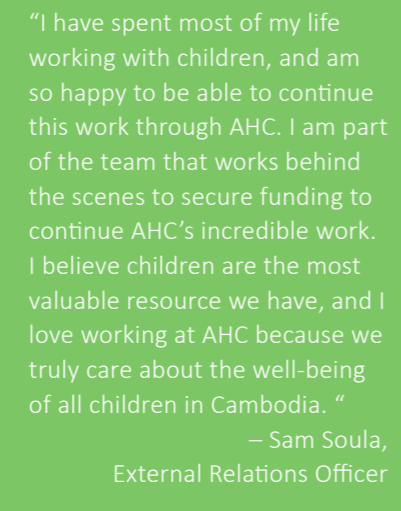 “I have spent most of my life
working with children, and am
so happy to be able to continue
this work through AHC. I am part
of the team that works behind
the scenes to secure funding to
continue AHC’s incredible work.
I believe children are the most
valuable resource we have, and I
love working at AHC because we
truly care about the well-being
of all children in Cambodia. “
– Sam Soula,
External Relations Officer